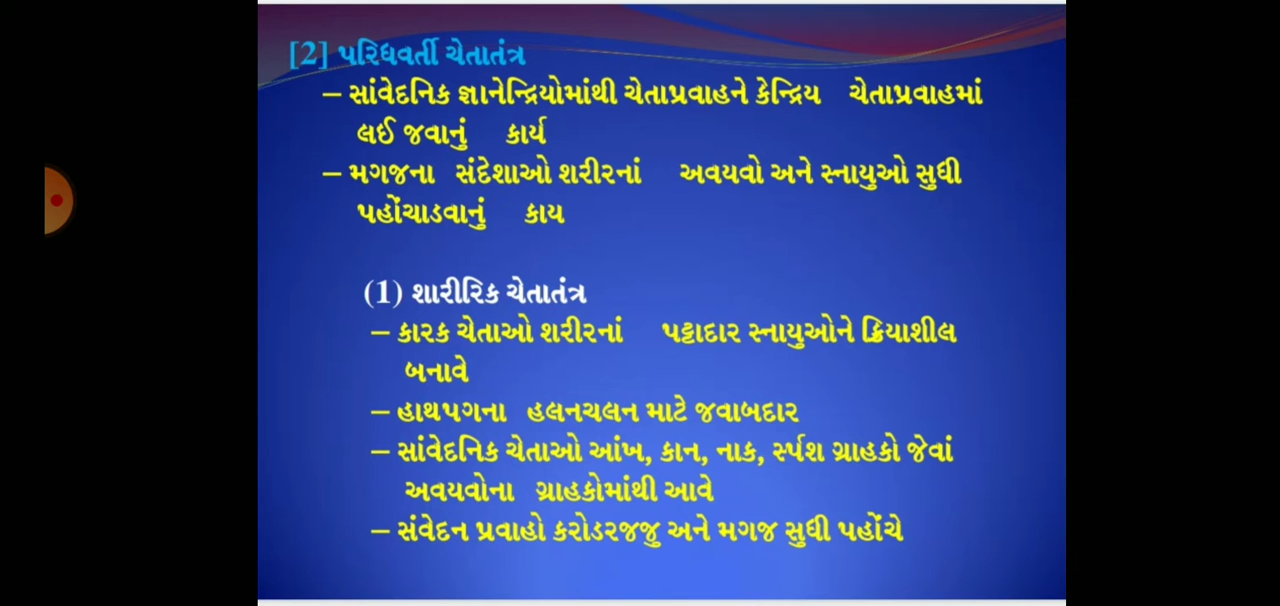 [2] પરિધવર્તી ચેતાતંત્ર
– સાંવેદનિક જ્ઞાનેન્દ્રિયોમાંથી ચેતાપ્રવાહને કેન્દ્રિય ચેતાપ્રવાહમાં
લઈ જવાનું કાર્ય
– મગજના સંદેશાઓ શરીરનાં અવયવો અને સ્નાયુઓ સુધી
પહોંચાડવાનું કાય
(1) શારીરિક ચેતાતંત્ર
– કારક ચેતાઓ શરીરનાં પટ્ટાદાર સ્નાયુઓને ક્રિયાશીલ
બનાવે
– હાથપગના હલનચલન માટે જવાબદાર
– સાંવેદનિક ચેતાઓ આંખ, કાન, નાક, ર્સ્પશ ગ્રાહકો જેવાં
અવયવોના ગ્રાહકોમાંથી આવે
– સંવેદન પ્રવાહો કરોડરજજુ અને મગજ સુધી પહોંચે